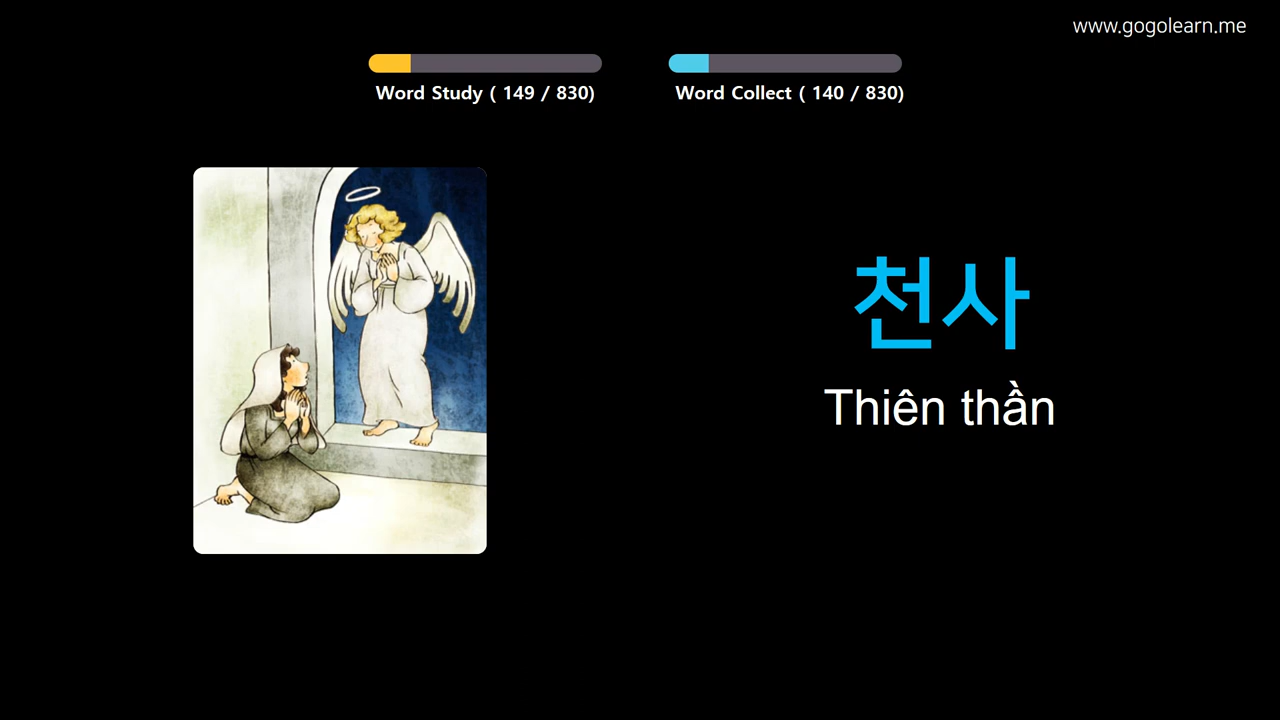 www.gogolearn.me
Word Study ( 149 / 830)
Word Collect ( 140 / 830)
천사
Thiên thần